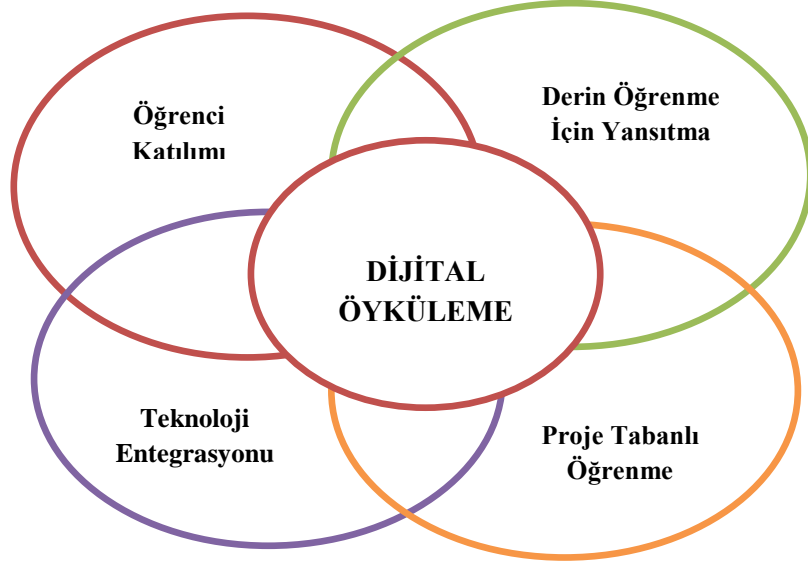 Öğrenci
Katılımı
Derin Öğrenme
İçin Yansıtma
DİJİTAL
ÖYKÜLEME
Teknoloji
Entegrasyonu
Proje Tabanlı
Öğrenme